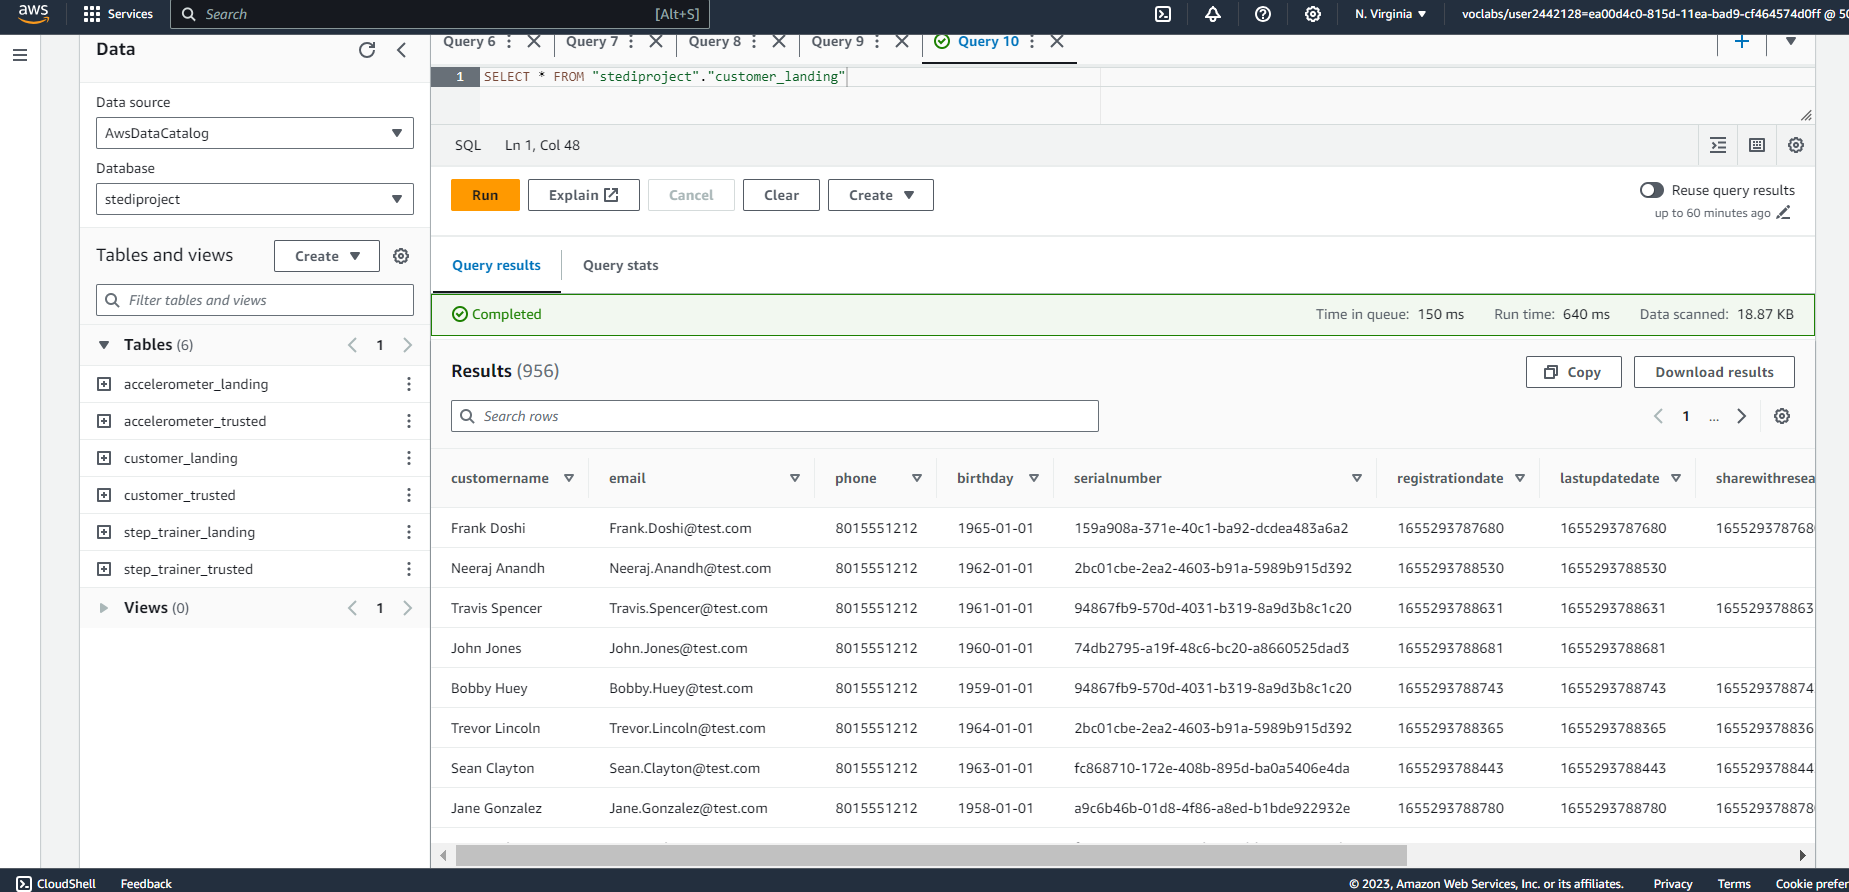 aws Services Search [Alt+S] N. Virginia voclabs/user2442128=ea00d4c0-815d-11ea-bad9-cf464574d0ff @ 50
Data
Data source
AwsDataCatalog
Database
stediproject
Tables and views Create
Filter tables and views
Tables (6) 1
accelerometer_landing
accelerometer_trusted
customer_landing
customer_trusted
step_trainer_landing
step_trainer_trusted
Views (0) 1
Query 6 Query 7 Query 8 Query 9 Query 10
1 SELECT * FROM "stediproject"."customer_landing"
SQL Ln 1, Col 48
Run Explain Cancel Clear Create Reuse query results
up to 60 minutes ago
Query results Query stats
Completed Time in queue: 150 ms Run time: 640 ms Data scanned: 18.87 KB
Results (956) Copy Download results
Search rows 1 ...
customername email phone birthday serialnumber registrationdate lastupdatedate sharewithresea
Frank Doshi Frank.Doshi@test.com 8015551212 1965-01-01 159a908a-371e-40c1-ba92-dcdea483a6a2 1655293787680 1655293787680 165529378768
Neeraj Anandh Neeraj.Anandh@test.com 8015551212 1962-01-01 2bc01cbe-2ea2-4603-b91a-5989b915d392 1655293788530 1655293788530
Travis Spencer Travis.Spencer@test.com 8015551212 1961-01-01 94867fb9-570d-4031-b319-8a9d3b8c1c20 1655293788631 1655293788631 165529378863
John Jones John.Jones@test.com 8015551212 1960-01-01 74db2795-a19f-48c6-bc20-a8660525dad3 1655293788681 1655293788681
Bobby Huey Bobby.Huey@test.com 8015551212 1959-01-01 94867fb9-570d-4031-b319-8a9d3b8c1c20 1655293788743 1655293788743 165529378874
Trevor Lincoln Trevor.Lincoln@test.com 8015551212 1964-01-01 2bc01cbe-2ea2-4603-b91a-5989b915d392 1655293788365 1655293788365 165529378836
Sean Clayton Sean.Clayton@test.com 8015551212 1963-01-01 fc868710-172e-408b-895d-ba0a5406e4da 1655293788443 1655293788443 165529378844
Jane Gonzalez Jane.Gonzalez@test.com 8015551212 1958-01-01 a9c6b46b-01d8-4f86-a8ed-b1bde922932e 1655293788780 1655293788780 165529378878
CloudShell Feedback © 2023, Amazon Web Services, Inc. or its affiliates. Privacy Terms Cookie prefer